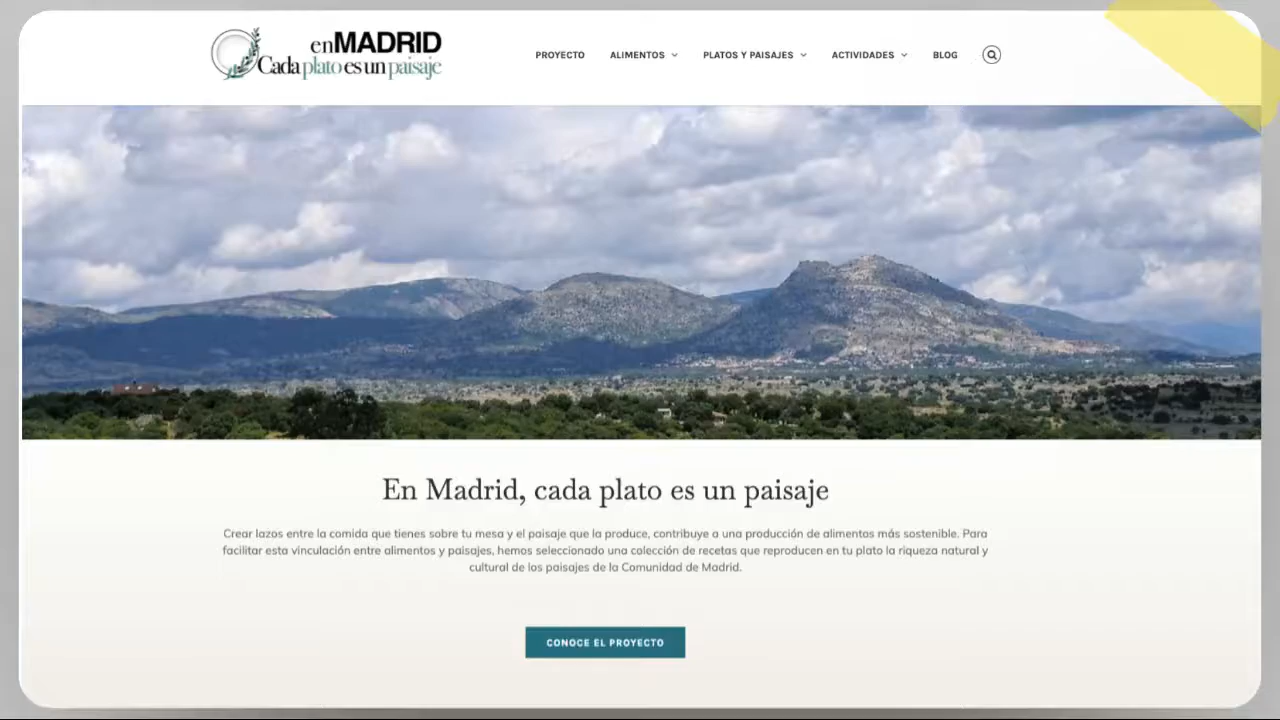 enMADRID
Cada plato es un paisaje
PROYECTO
ALIMENTOS
PLATOS Y PAISAJES
ACTIVIDADES
BLOG
En Madrid, cada plato es un paisaje
Crear lazos entre la comida que tienes sobre tu mesa y el paisaje que la produce, contribuye a una producción de alimentos más sostenible. Para
facilitar esta vinculación entre alimentos y paisajes, hemos seleccionado una colección de recetas que reproducen en tu plato la riqueza natural y
cultural de los paisajes de la Comunidad de Madrid.
CONOCE EL PROYECTO